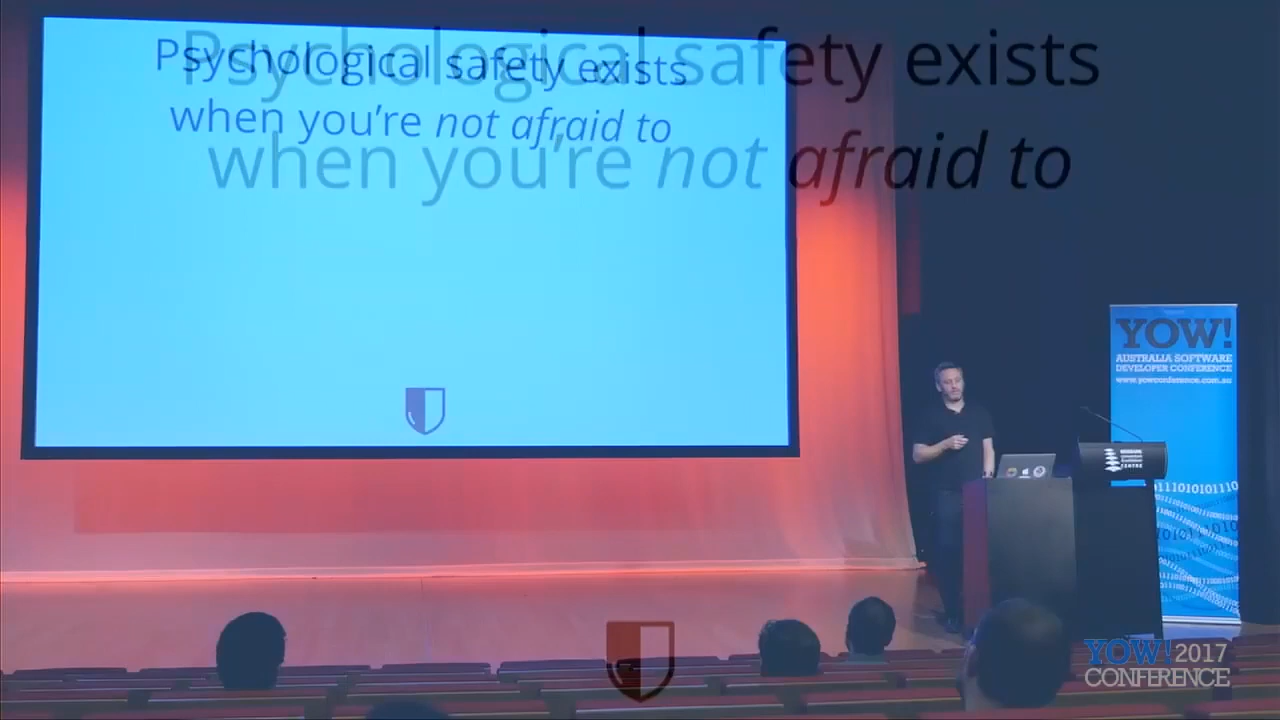 Psychological safety exists
when you're not afraid to
Psychological safety exists
when you’re not afraid to
YOW!
AUSTRALIA SOFTWARE
DEVELOPER CONFERENCE
www.yowconference.com.au
CENTRE
YOW! 2017
CONFERENCE